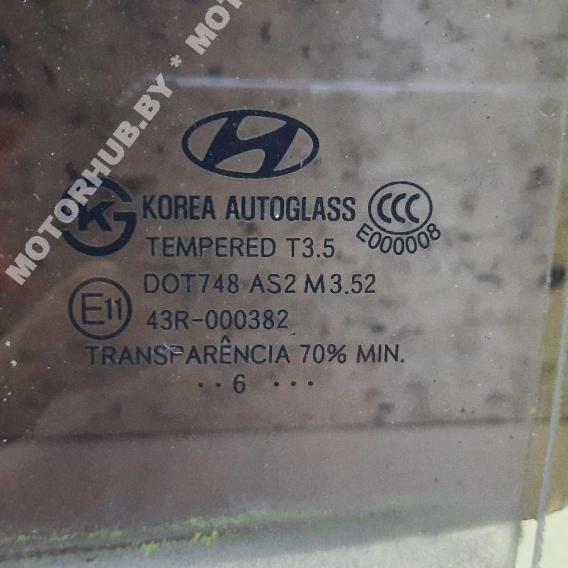 MOTORHUB.BY * MOT
KOREA AUTOGLASS
CCC
E000008
KG
TEMPERED T3.5
DOT748 AS2 M3.52
E11
43R-000382
TRANSPARÊNCIA 70% MIN.
..6 ...